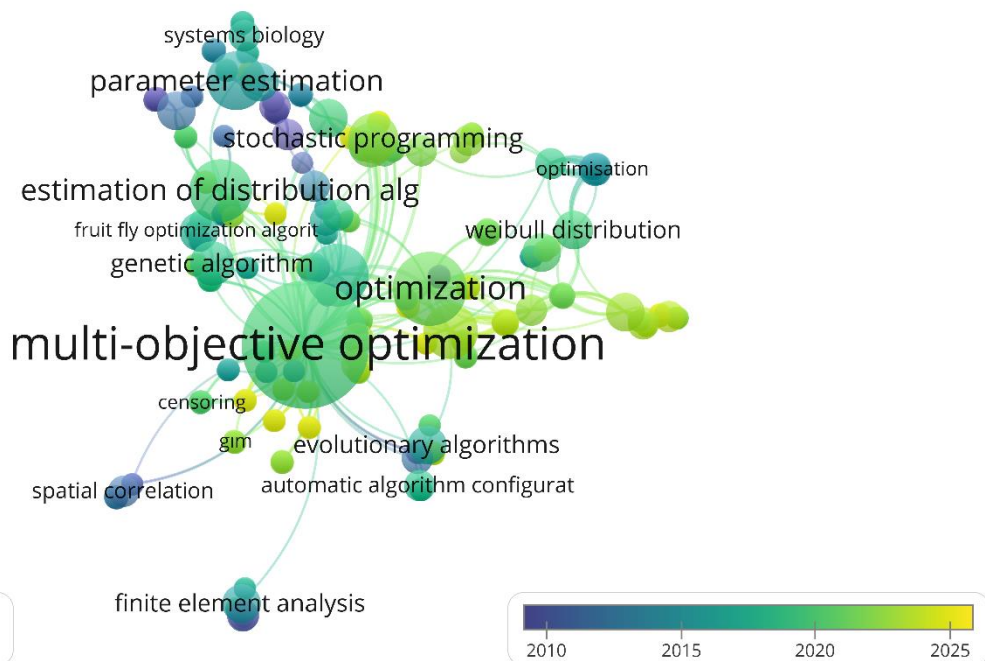 systems biology
parameter estimation
stochastic programming
optimisation
estimation of distribution alg
fruit fly optimization algorit
weibull distribution
genetic algorithm
optimization
multi-objective optimization
censoring
glm
evolutionary algorithms
spatial correlation
automatic algorithm configurat
finite element analysis
2010 2015 2020 2025